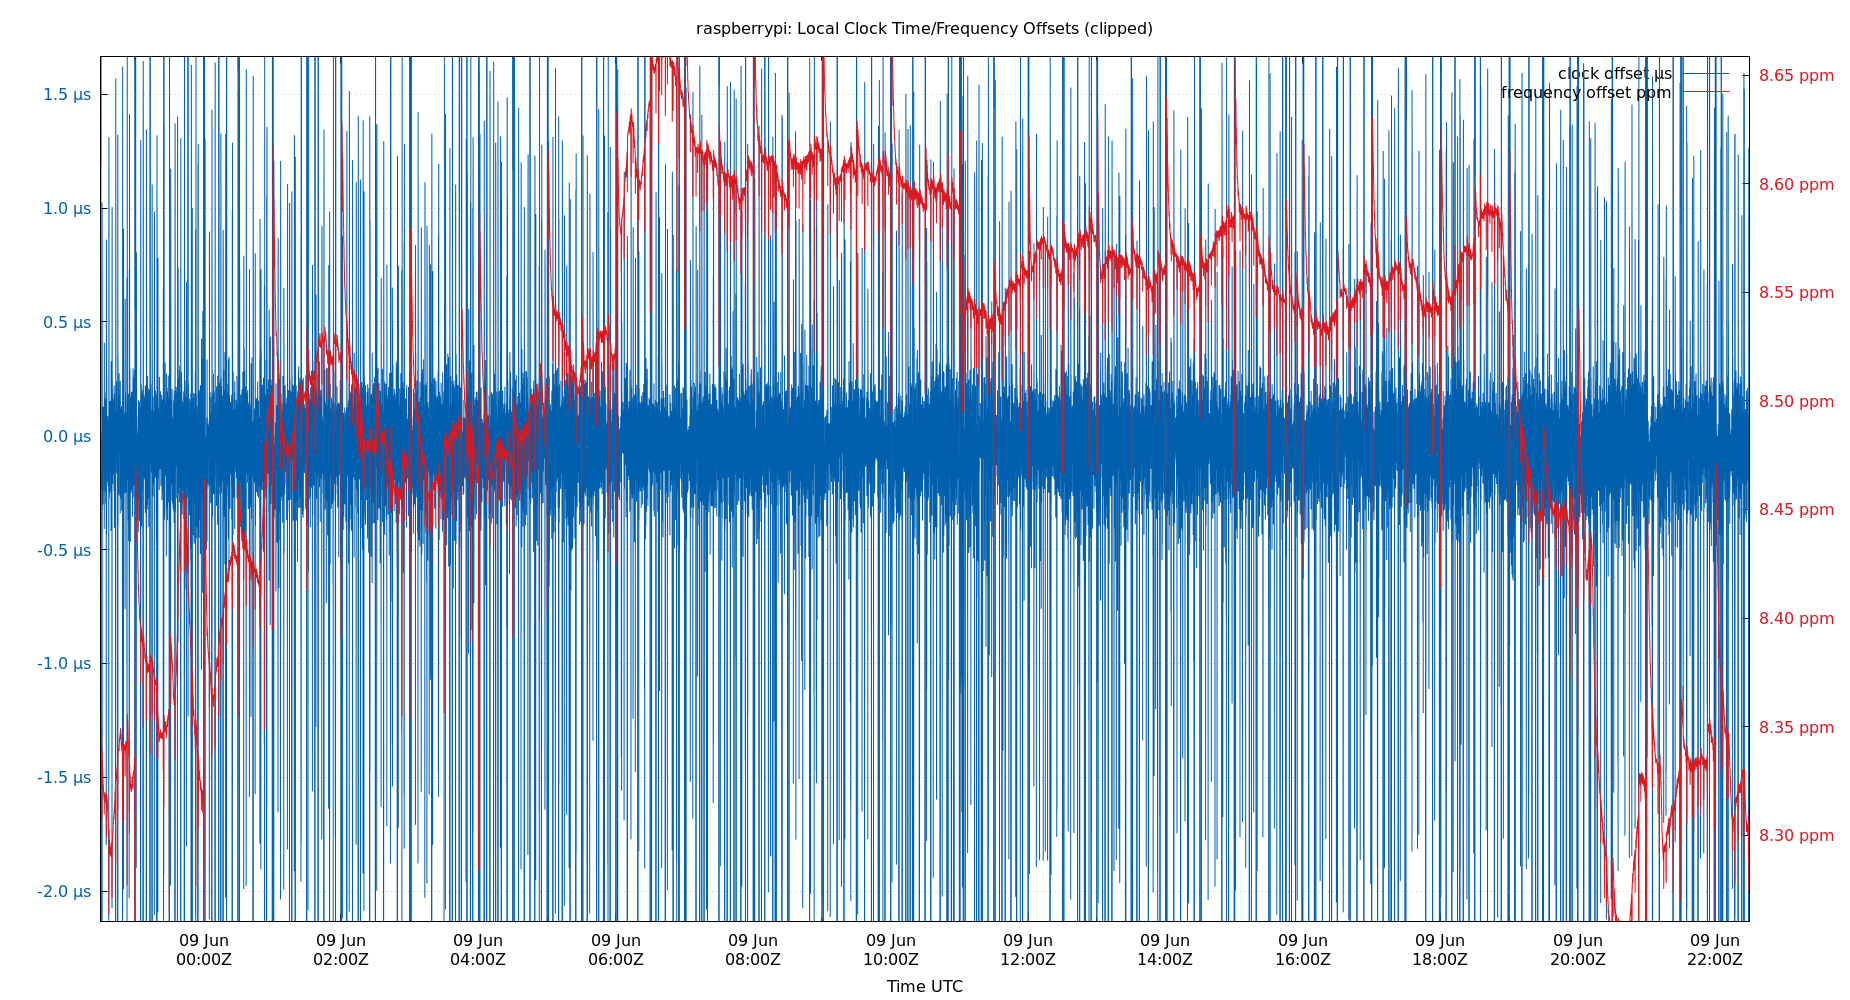 raspberrypi: Local Clock Time/Frequency Offsets (clipped)
clock offset µs
frequency offset ppm
1.5 µs
1.0 µs
0.5 µs
0.0 µs
-0.5 µs
-1.0 µs
-1.5 µs
-2.0 µs
8.65 ppm
8.60 ppm
8.55 ppm
8.50 ppm
8.45 ppm
8.40 ppm
8.35 ppm
8.30 ppm
09 Jun 09 Jun 09 Jun 09 Jun 09 Jun 09 Jun 09 Jun 09 Jun 09 Jun 09 Jun 09 Jun 09 Jun
00:00Z 02:00Z 04:00Z 06:00Z 08:00Z 10:00Z 12:00Z 14:00Z 16:00Z 18:00Z 20:00Z 22:00Z
Time UTC